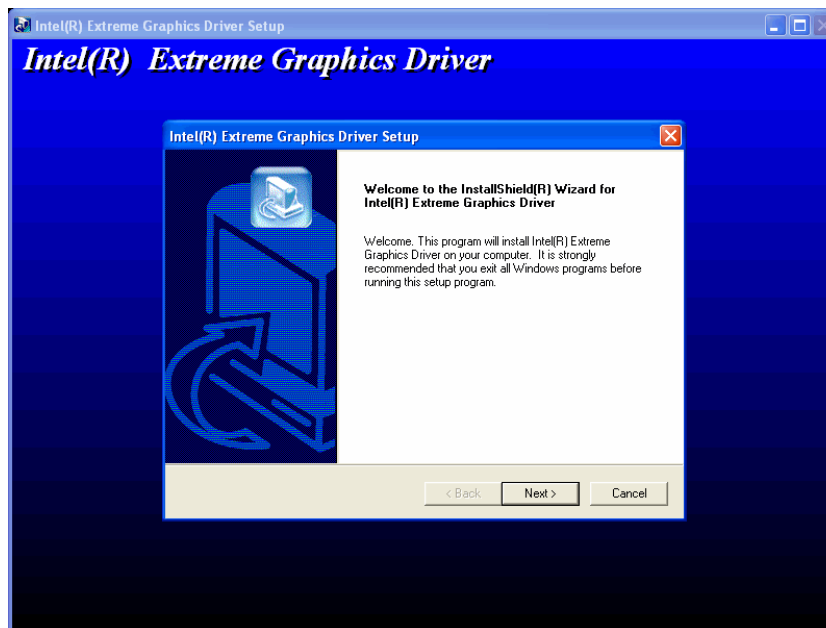 Intel(R) Extreme Graphics Driver Setup
Intel(R) Extreme Graphics Driver
Intel(R) Extreme Graphics Driver Setup
Welcome to the InstallShield(R) Wizard for
Intel(R) Extreme Graphics Driver
Welcome. This program will install Intel(R) Extreme
Graphics Driver on your computer. It is strongly
recommended that you exit all Windows programs before
running this setup program.
< Back Next > Cancel